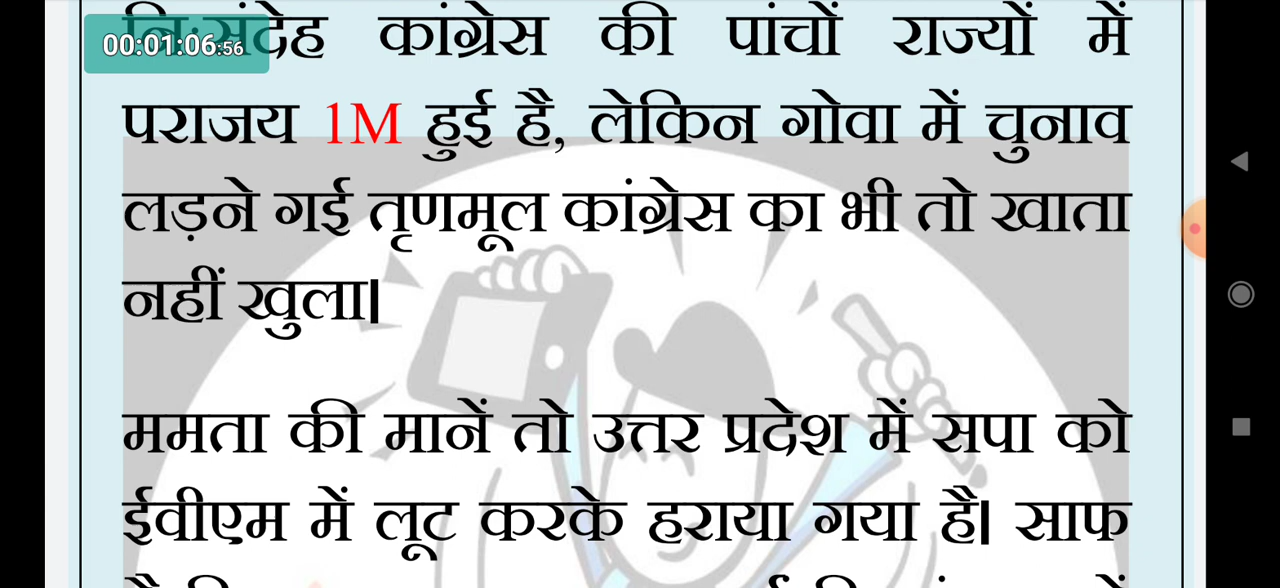 00:01:06:56
निःसंदेह कांग्रेस की पांचों राज्यों में
पराजय 1M हुई है, लेकिन गोवा में चुनाव
लड़ने गई तृणमूल कांग्रेस का भी तो खाता
नहीं खुला।
ममता की मानें तो उत्तर प्रदेश में सपा को
ईवीएम में लूट करके हराया गया है। साफ